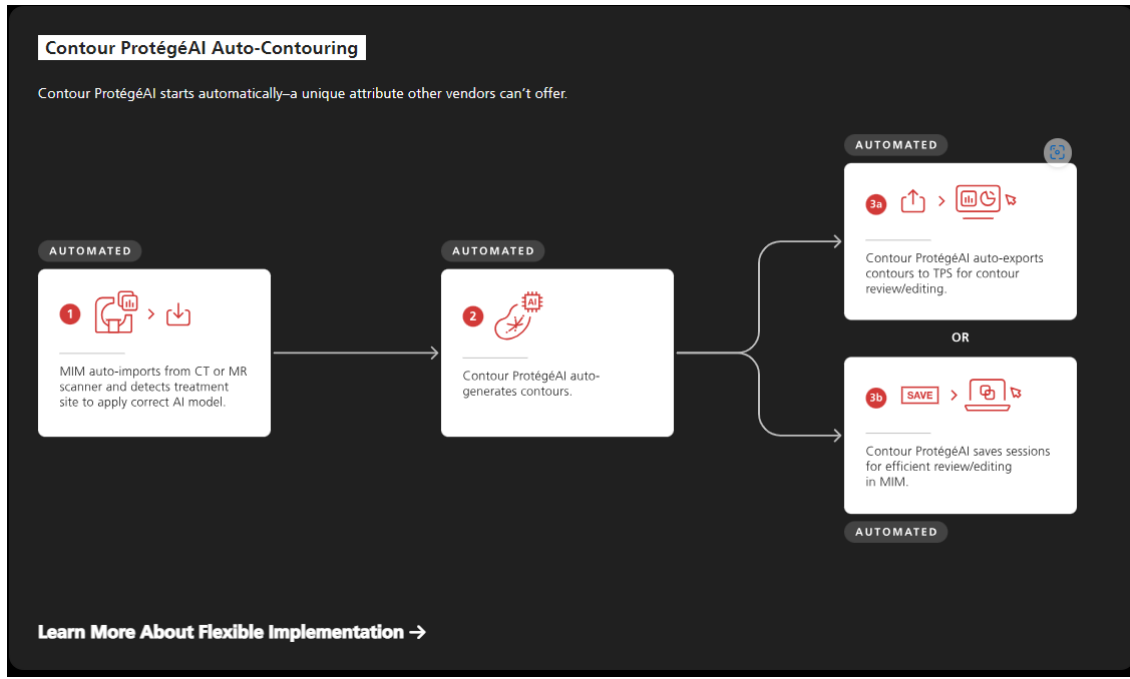 Contour ProtégéAI Auto-Contouring
Contour ProtégéAI starts automatically–a unique attribute other vendors can't offer.
AUTOMATED
1
MIM auto-imports from CT or MR
scanner and detects treatment
site to apply correct AI model.
AUTOMATED
2
AI
Contour ProtégéAI auto-
generates contours.
AUTOMATED
3a
Contour ProtégéAI auto-exports
contours to TPS for contour
review/editing.
OR
3b
SAVE
Contour ProtégéAI saves sessions
for efficient review/editing
in MIM.
AUTOMATED
Learn More About Flexible Implementation →